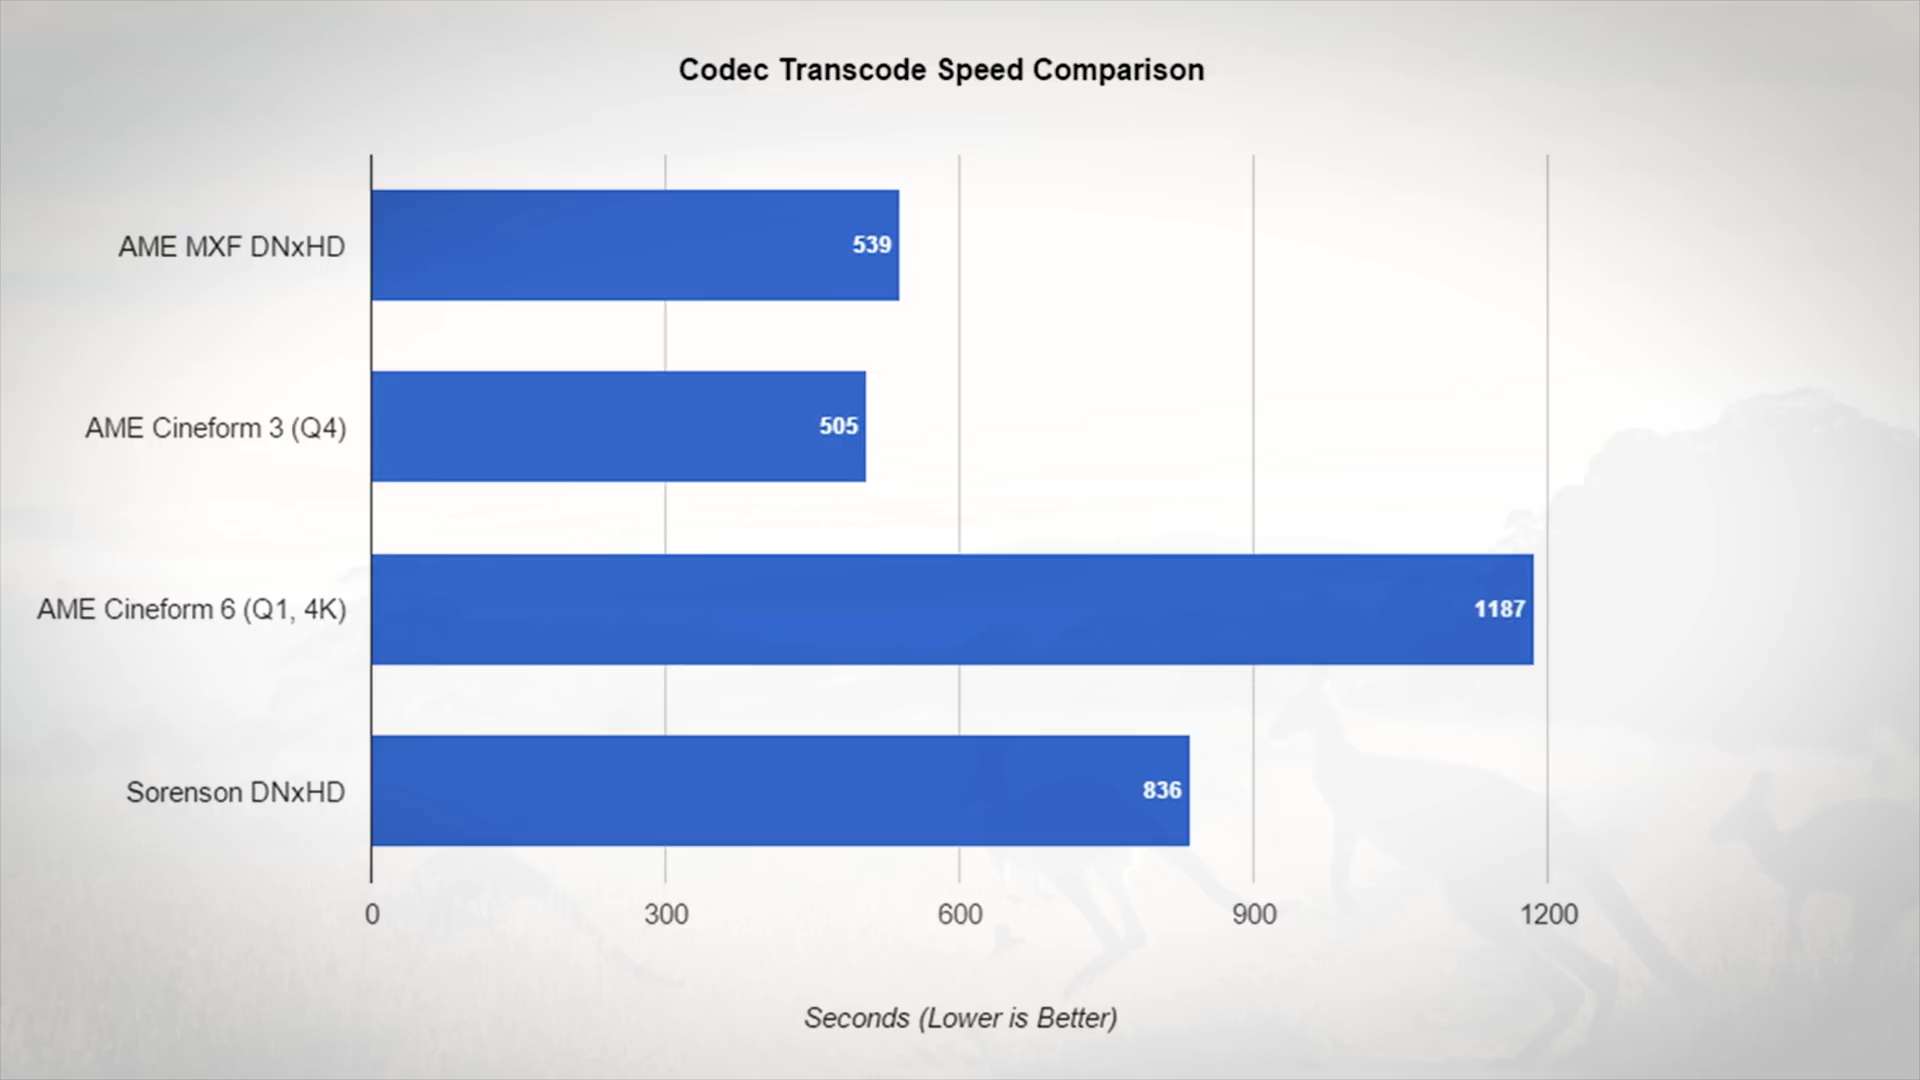 Codec Transcode Speed Comparison
AME MXF DNxHD
539
AME Cineform 3 (Q4)
505
AME Cineform 6 (Q1, 4K)
1187
Sorenson DNxHD
836
0 300 600 900 1200
Seconds (Lower is Better)